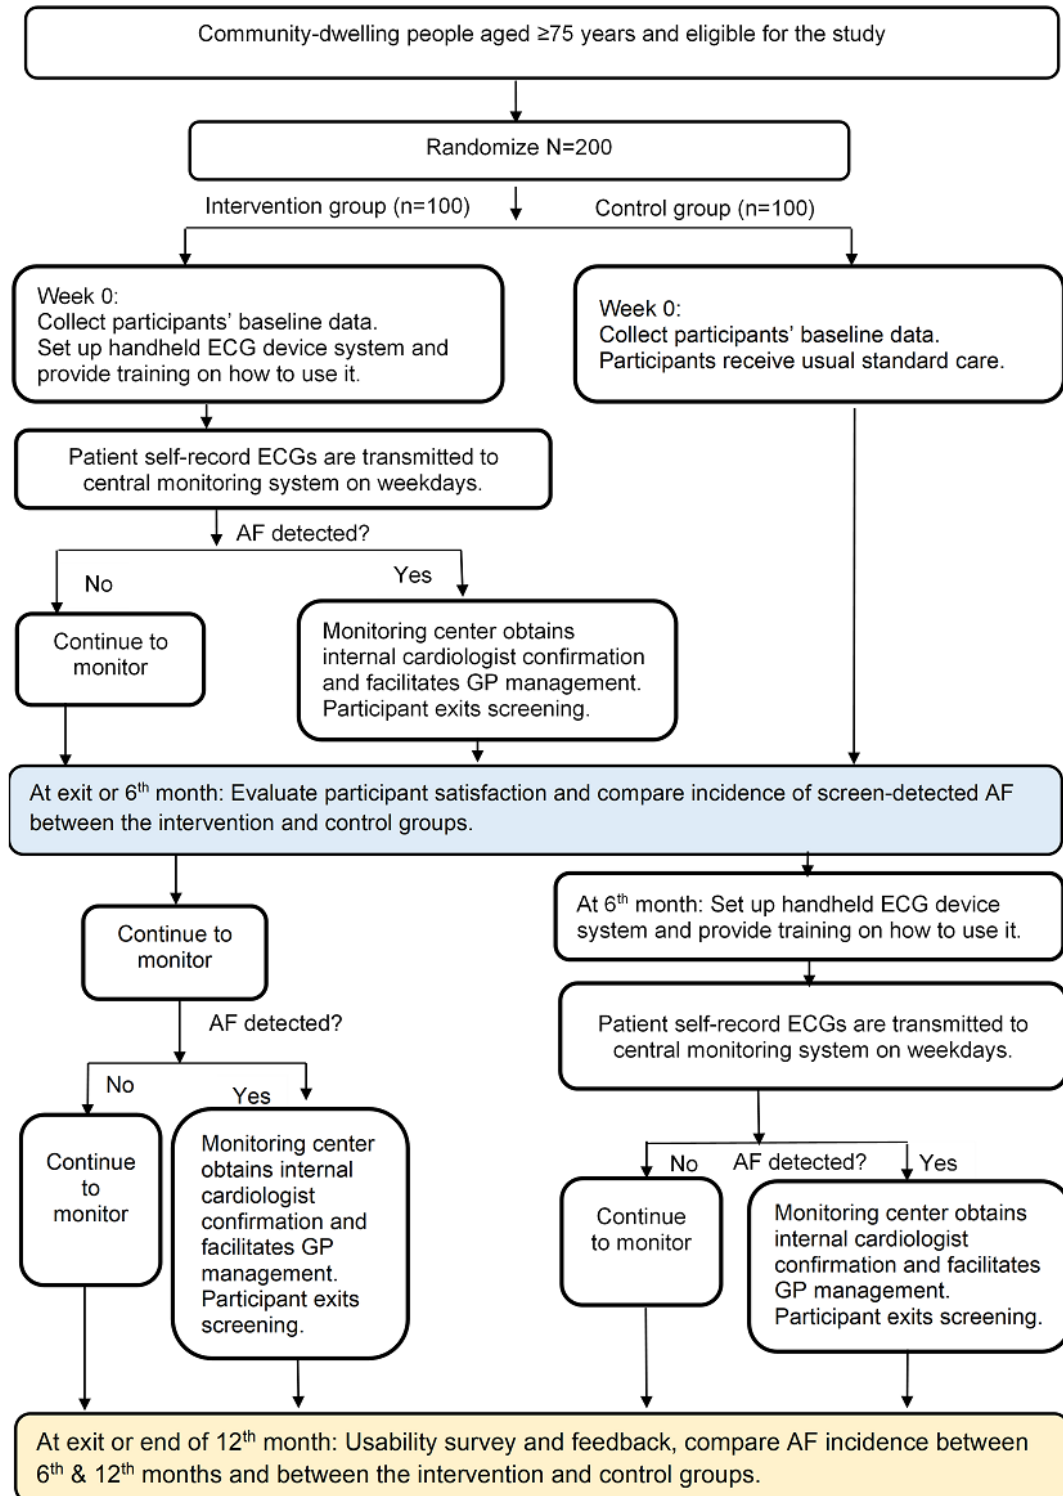 Community-dwelling people aged ≥75 years and eligible for the study
Randomize N=200
Intervention group (n=100)
Control group (n=100)
Week 0:
Collect participants’ baseline data.
Set up handheld ECG device system and
provide training on how to use it.
Week 0:
Collect participants’ baseline data.
Participants receive usual standard care.
Patient self-record ECGs are transmitted to
central monitoring system on weekdays.
AF detected?
No
Yes
Continue to
monitor
Monitoring center obtains
internal cardiologist confirmation
and facilitates GP management.
Participant exits screening.
At exit or 6th month: Evaluate participant satisfaction and compare incidence of screen-detected AF
between the intervention and control groups.
Continue to
monitor
AF detected?
No
Yes
Continue
to
monitor
Monitoring center
obtains internal
cardiologist
confirmation and
facilitates GP
management.
Participant exits
screening.
At 6th month: Set up handheld ECG device
system and provide training on how to use it.
Patient self-record ECGs are transmitted to
central monitoring system on weekdays.
No
AF detected?
Yes
Continue
to monitor
Monitoring center obtains
internal cardiologist
confirmation and facilitates
GP management.
Participant exits screening.
At exit or end of 12th month: Usability survey and feedback, compare AF incidence between
6th & 12th months and between the intervention and control groups.